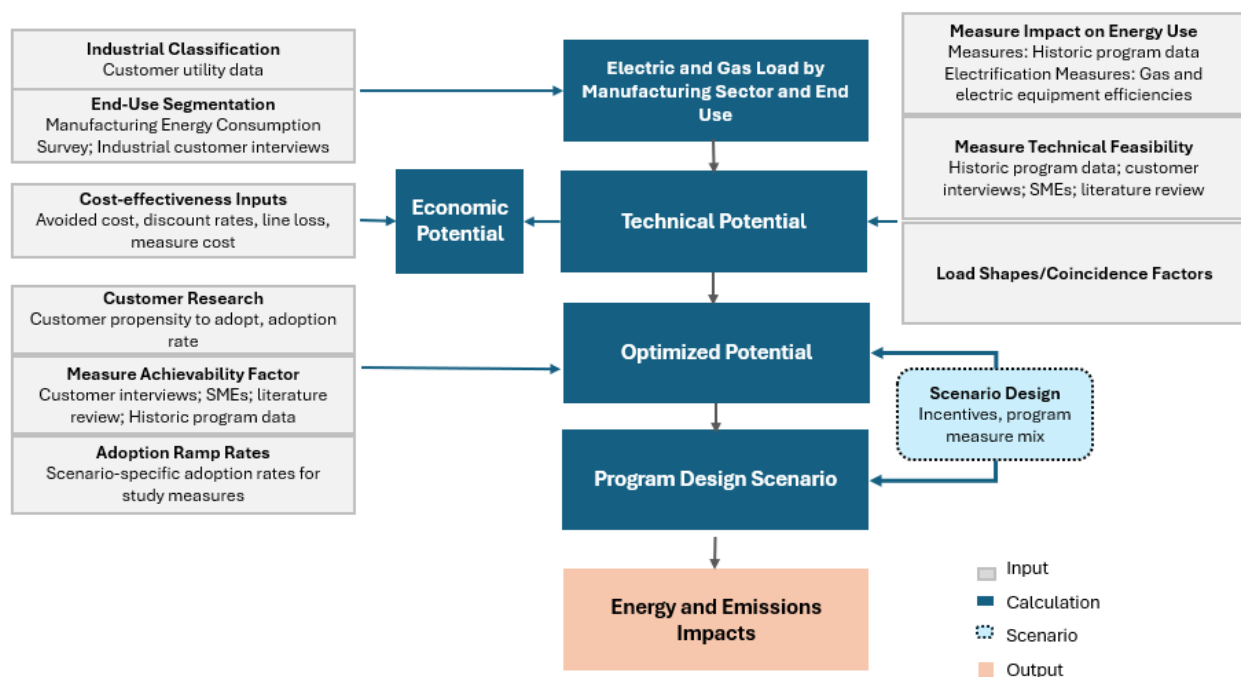 Industrial Classification
Customer utility data
End-Use Segmentation
Manufacturing Energy Consumption
Survey; Industrial customer interviews
Cost-effectiveness Inputs
Avoided cost, discount rates, line loss,
measure cost
Customer Research
Customer propensity to adopt, adoption
rate
Measure Achievability Factor
Customer interviews; SMEs; literature
review; Historic program data
Adoption Ramp Rates
Scenario-specific adoption rates for
study measures
Economic
Potential
Electric and Gas Load by
Manufacturing Sector and End
Use
Technical Potential
Optimized Potential
Program Design Scenario
Energy and Emissions
Impacts
Measure Impact on Energy Use
Measures: Historic program data
Electrification Measures: Gas and
electric equipment efficiencies
Measure Technical Feasibility
Historic program data; customer
interviews; SMEs; literature review
Load Shapes/Coincidence Factors
Scenario Design
Incentives, program
measure mix
Input
Calculation
Scenario
Output